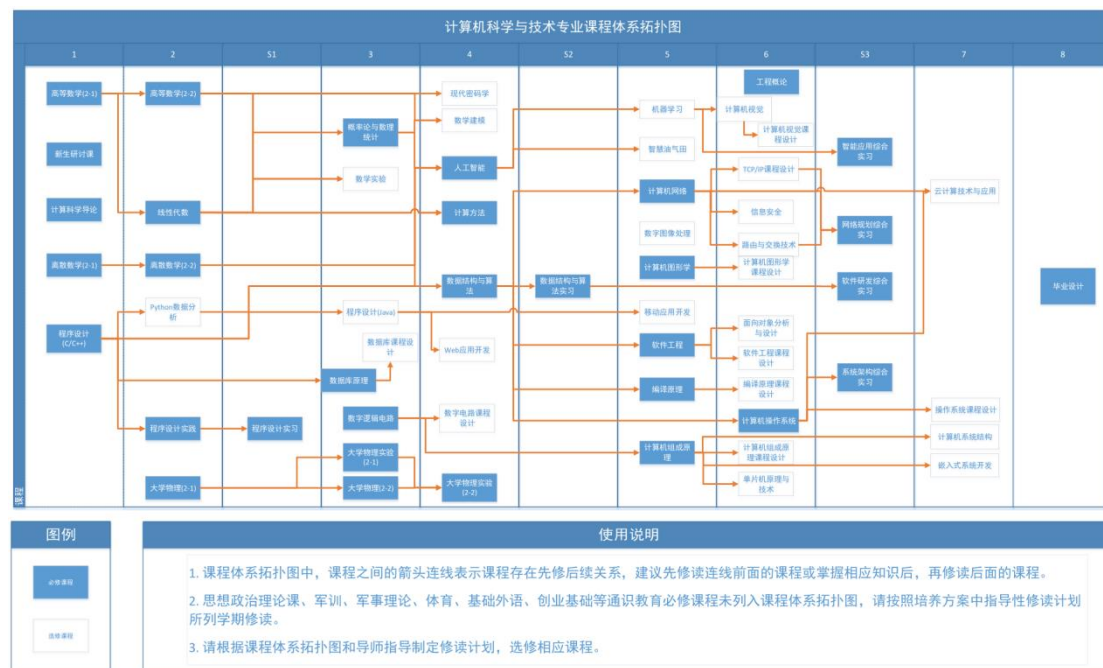 计算机科学与技术专业课程体系拓扑图
1
2
S1
3
4
S2
5
6
S3
7
8
高等数学(2-1)
新生研讨课
计算科学导论
离散数学(2-1)
程序设计
(C/C++)
高等数学(2-2)
线性代数
离散数学(2-2)
Python数据分
析
程序设计实践
大学物理(2-1)
程序设计实习
概率论与数理
统计
数学实验
程序设计(Java)
数据库课程设
计
数据库原理
数字逻辑电路
大学物理实验
(2-1)
大学物理(2-2)
现代密码学
数学建模
人工智能
计算方法
数据结构与算
法
Web应用开发
数字电路课程
设计
大学物理实验
(2-2)
数据结构与算
法实习
机器学习
智慧油气田
计算机网络
数字图像处理
计算机图形学
移动应用开发
软件工程
编译原理
计算机组成原
理
工程概论
计算机视觉
计算机视觉课
程设计
TCP/IP课程设计
信息安全
路由与交换技术
计算机图形学
课程设计
面向对象分析
与设计
软件工程课程
设计
编译原理课程
设计
计算机操作系统
计算机组成原
理课程设计
单片机原理与
技术
智能应用综合
实习
网络规划综合
实习
软件研发综合
实习
系统架构综合
实习
云计算技术与应用
操作系统课程设计
计算机系统结构
嵌入式系统开发
毕业设计
课程
图例
必修课程
选修课程
使用说明
1. 课程体系拓扑图中，课程之间的箭头连线表示课程存在先修后续关系，建议先修读连线前面的课程或掌握相应知识后，再修读后面的课程。
2. 思想政治理论课、军训、军事理论、体育、基础外语、创业基础等通识教育必修课程未列入课程体系拓扑图，请按照培养方案中指导性修读计划
所列学期修读。
3. 请根据课程体系拓扑图和导师指导制定修读计划，选修相应课程。